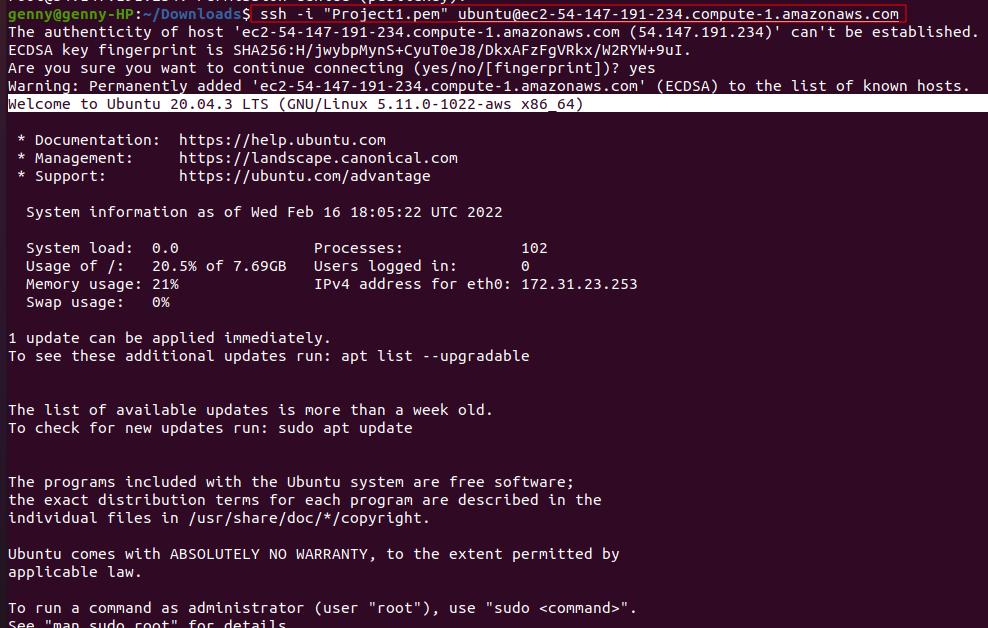 genny@genny-HP:~/Downloads$ ssh -i "Project1.pem" ubuntu@ec2-54-147-191-234.compute-1.amazonaws.com
The authenticity of host 'ec2-54-147-191-234.compute-1.amazonaws.com (54.147.191.234)' can't be established.
ECDSA key fingerprint is SHA256:H/jwybpMynS+CyuT0eJ8/DkxAFzFgVRkx/W2RYW+9uI.
Are you sure you want to continue connecting (yes/no/[fingerprint])? yes
Warning: Permanently added 'ec2-54-147-191-234.compute-1.amazonaws.com' (ECDSA) to the list of known hosts.
Welcome to Ubuntu 20.04.3 LTS (GNU/Linux 5.11.0-1022-aws x86_64)
* Documentation:  https://help.ubuntu.com
* Management:     https://landscape.canonical.com
* Support:        https://ubuntu.com/advantage
System information as of Wed Feb 16 18:05:22 UTC 2022
System load:  0.0               Processes:             102
Usage of /:   20.5% of 7.69GB   Users logged in:       0
Memory usage: 21%               IPv4 address for eth0: 172.31.23.253
Swap usage:   0%
1 update can be applied immediately.
To see these additional updates run: apt list --upgradable
The list of available updates is more than a week old.
To check for new updates run: sudo apt update
The programs included with the Ubuntu system are free software;
the exact distribution terms for each program are described in the
individual files in /usr/share/doc/*/copyright.
Ubuntu comes with ABSOLUTELY NO WARRANTY, to the extent permitted by
applicable law.
To run a command as administrator (user "root"), use "sudo <command>".
See "man sudo_root" for details.